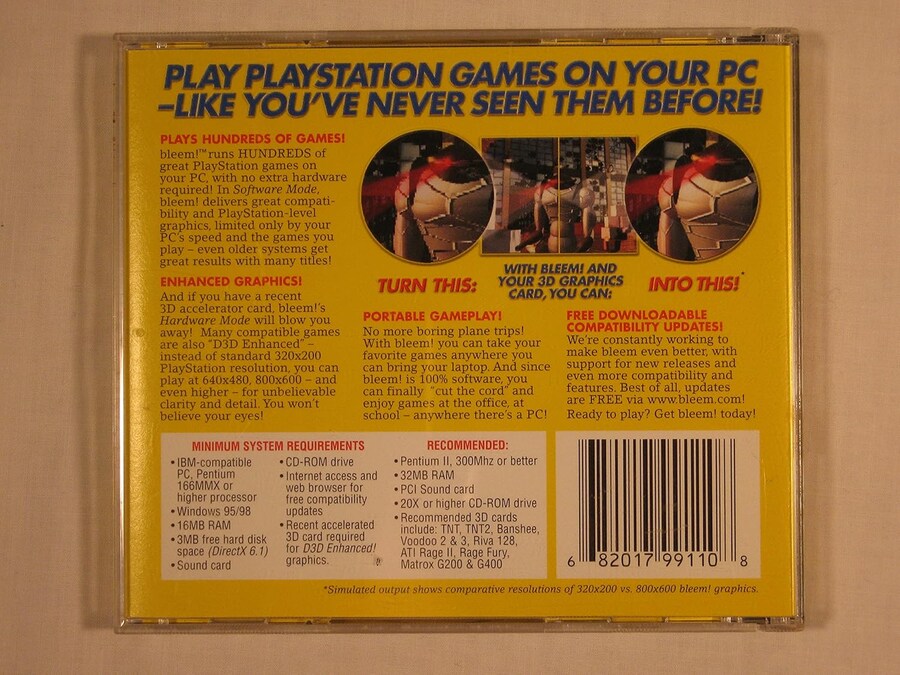 PLAY PLAYSTATION GAMES ON YOUR PC
–LIKE YOU'VE NEVER SEEN THEM BEFORE!
PLAYS HUNDREDS OF GAMES!
bleem!™ runs HUNDREDS of
great PlayStation games on
your PC, with no extra hardware
required! In Software Mode,
bleem! delivers great compati-
bility and PlayStation-level
graphics, limited only by your
PC's speed and the games you
play – even older systems get
great results with many titles!
ENHANCED GRAPHICS!
And if you have a recent
3D accelerator card, bleem!'s
Hardware Mode will blow you
away! Many compatible games
are also "D3D Enhanced" –
instead of standard 320x200
PlayStation resolution, you can
play at 640x480, 800x600 – and
even higher – for unbelievable
clarity and detail. You won't
believe your eyes!
TURN THIS:
WITH BLEEM! AND
YOUR 3D GRAPHICS
CARD, YOU CAN:
INTO THIS!*
PORTABLE GAMEPLAY!
No more boring plane trips!
With bleem! you can take your
favorite games anywhere you
can bring your laptop. And since
bleem! is 100% software, you
can finally "cut the cord" and
enjoy games at the office, at
school – anywhere there's a PC!
FREE DOWNLOADABLE
COMPATIBILITY UPDATES!
We're constantly working to
make bleem even better, with
support for new releases and
even more compatibility and
features. Best of all, updates
are FREE via www.bleem.com!
Ready to play? Get bleem! today!
MINIMUM SYSTEM REQUIREMENTS
• IBM-compatible
PC, Pentium
166MMX or
higher processor
• Windows 95/98
• 16MB RAM
• 3MB free hard disk
space (DirectX 6.1)
• Sound card
• CD-ROM drive
• Internet access and
web browser for
free compatibility
updates
• Recent accelerated
3D card required
for D3D Enhanced!
graphics.
RECOMMENDED:
• Pentium II, 300Mhz or better
• 32MB RAM
• PCI Sound card
• 20X or higher CD-ROM drive
• Recommended 3D cards
include: TNT, TNT2, Banshee,
Voodoo 2 & 3, Riva 128,
ATI Rage II, Rage Fury,
Matrox G200 & G400
6 82017 99110 8
*Simulated output shows comparative resolutions of 320x200 vs. 800x600 bleem! graphics.